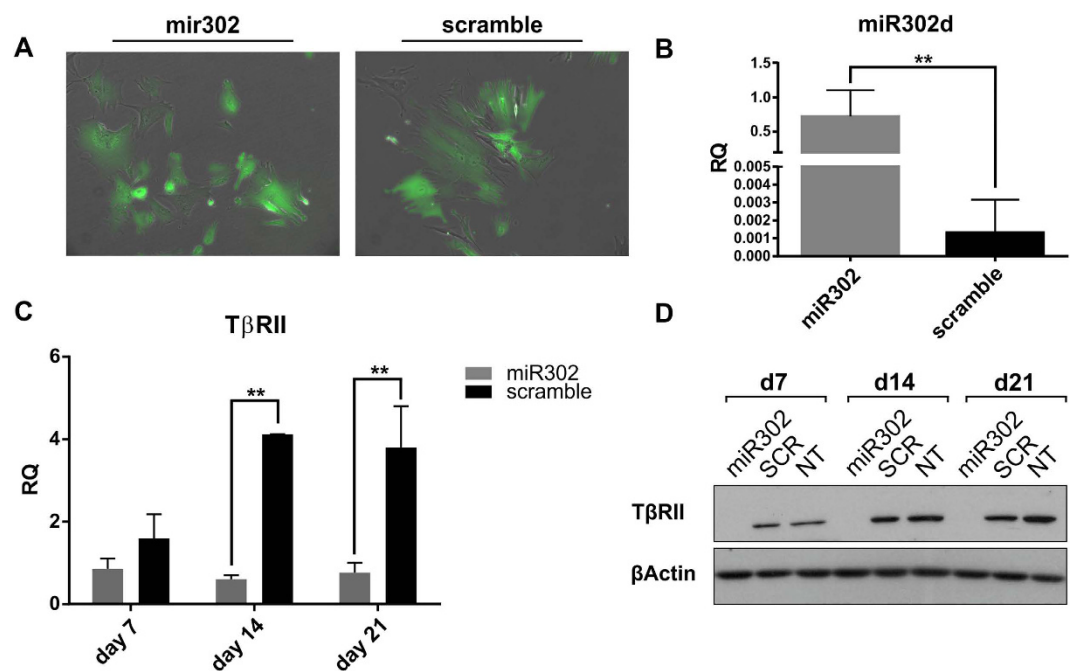 A
mir302
scramble
B
miR302d
**
RQ
1.5
1.0
0.5
0.005
0.004
0.003
0.002
0.001
0.000
miR302
scramble
C
TβRII
miR302
scramble
RQ
6
4
2
0
**
**
day 7
day 14
day 21
D
d7 d14 d21
miR302 SCR NT miR302 SCR NT miR302 SCR NT
TβRII
βActin